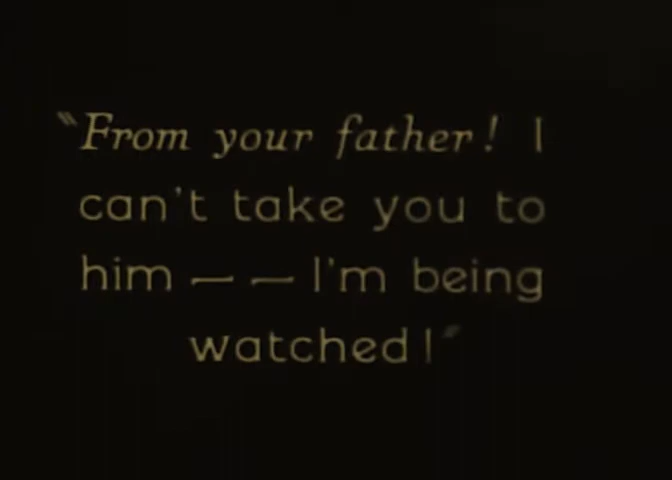 "From your father! I
can't take you to
him — — I'm being
watched!"